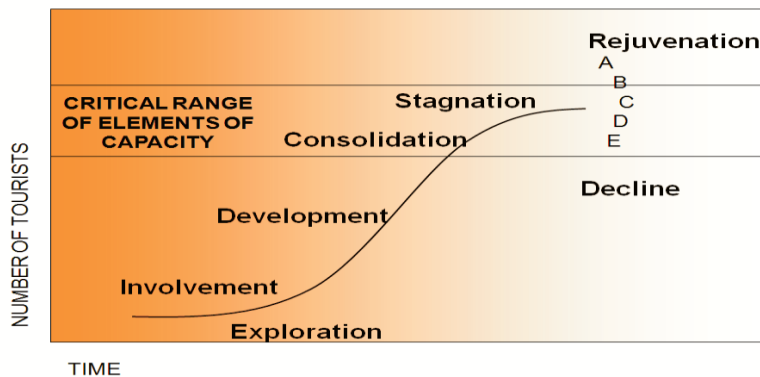 Rejuvenation
A
B
CRITICAL RANGE
OF ELEMENTS OF
CAPACITY
Stagnation
C
D
Consolidation
E
Decline
Development
Involvement
Exploration
NUMBER OF TOURISTS
TIME